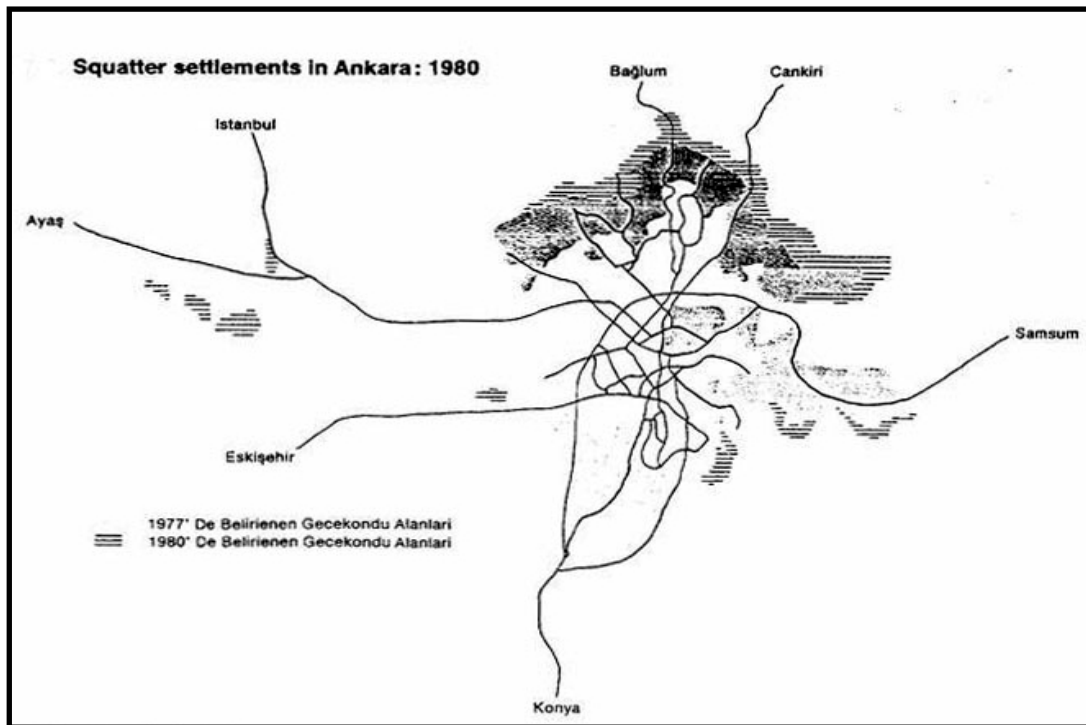 Squatter settlements in Ankara: 1980
Bağlum
Cankiri
Istanbul
Ayaş
Samsum
Eskişehir
1977' De Belirienen Gecekondu Alanlari
1980' De Belirienen Gecekondu Alanlari
Konya